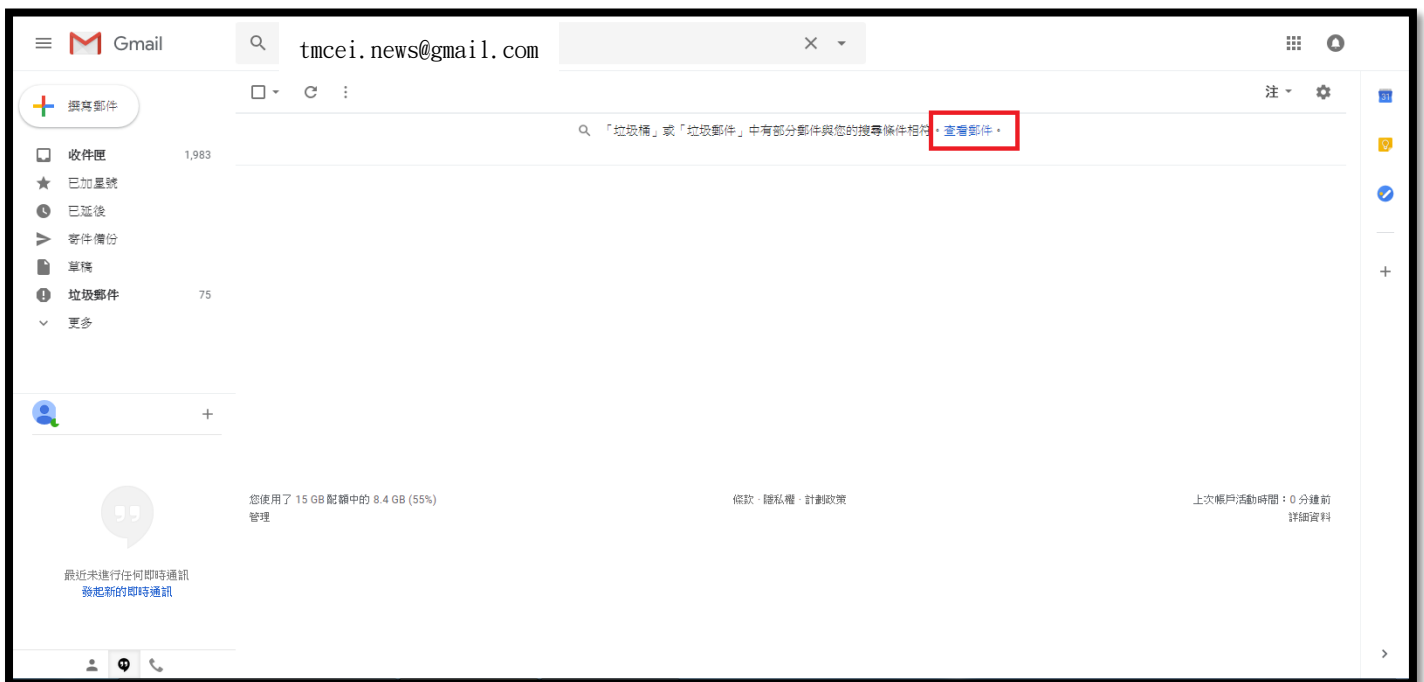 Gmail
tmcei.news@gmail.com
撰寫郵件
注
31
「垃圾桶」或「垃圾郵件」中有部分郵件與您的搜尋條件相符。查看郵件。
收件匣 1,983
已加星號
已延後
寄件備份
草稿
垃圾郵件 75
更多
您使用了 15 GB 配額中的 8.4 GB (55%)
管理
條款 · 隱私權 · 計劃政策
上次帳戶活動時間：0 分鐘前
詳細資料
最近未進行任何即時通訊
發起新的即時通訊